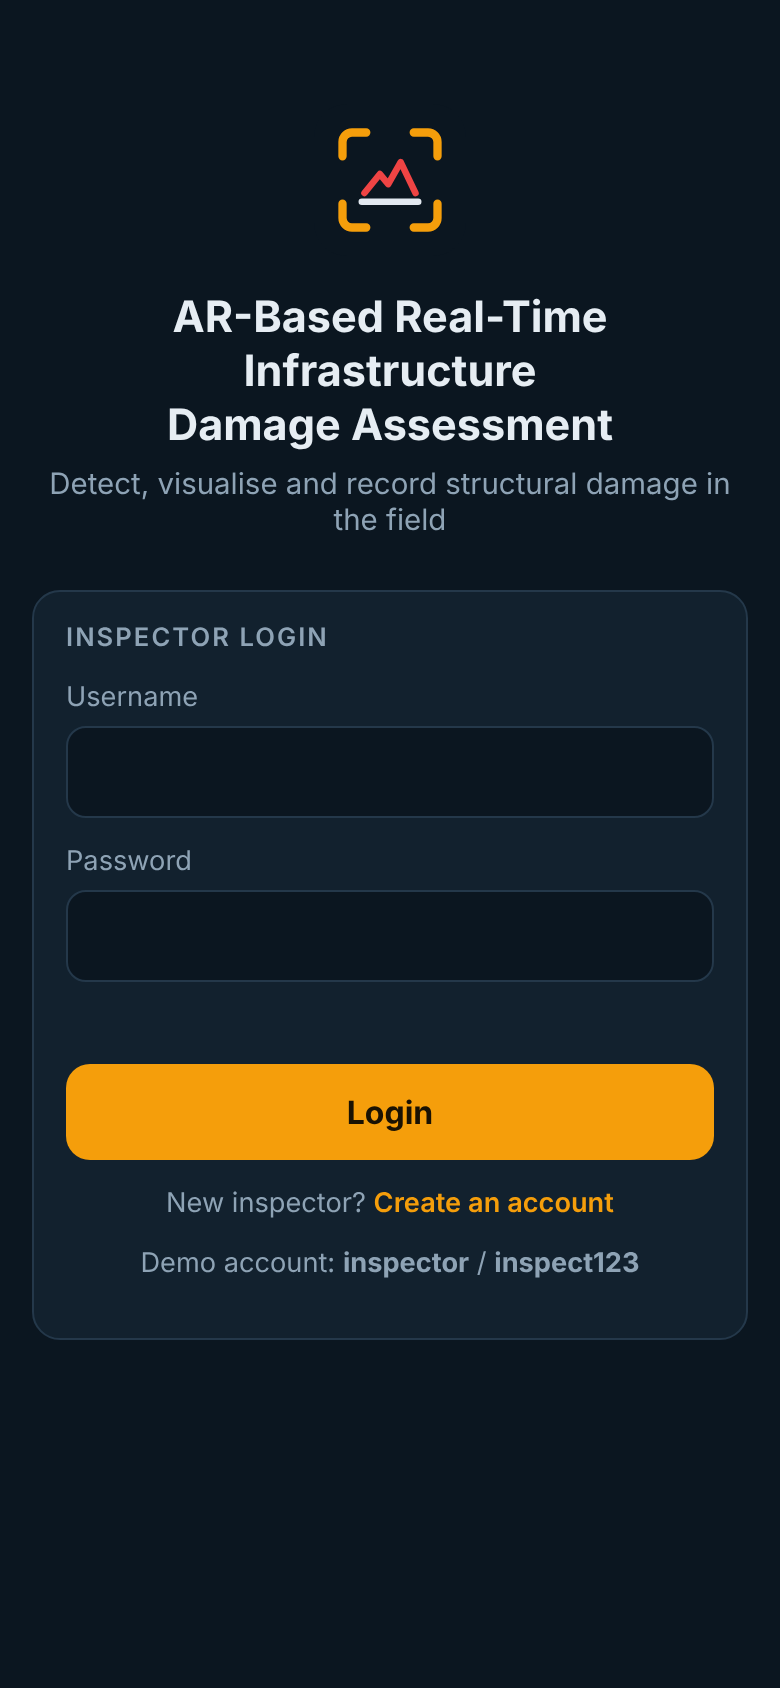 AR-Based Real-Time
Infrastructure
Damage Assessment
Detect, visualise and record structural damage in
the field
INSPECTOR LOGIN
Username
Password
Login
New inspector? Create an account
Demo account: inspector / inspect123